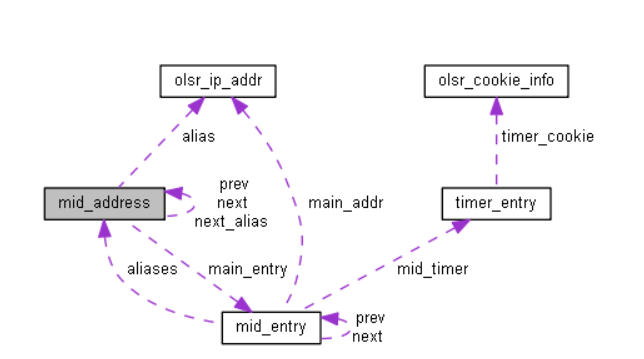 olsr_ip_addr
olsr_cookie_info
alias
timer_cookie
mid_address
prev
next
next_alias
main_addr
timer_entry
aliases
main_entry
mid_timer
mid_entry
prev
next